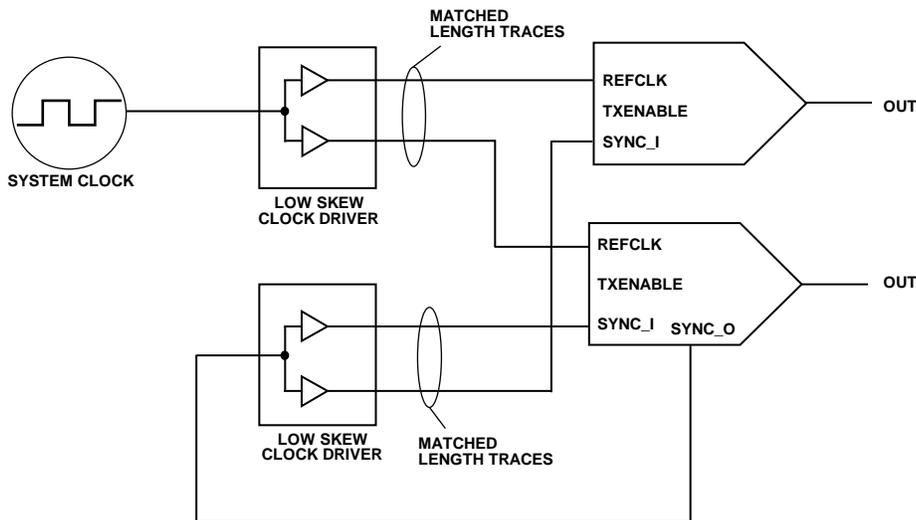 MATCHED
LENGTH TRACES
REFCLK
TXENABLE
SYNC_I
OUT
SYSTEM CLOCK
LOW SKEW
CLOCK DRIVER
REFCLK
TXENABLE
SYNC_I
SYNC_O
OUT
LOW SKEW
CLOCK DRIVER
MATCHED
LENGTH TRACES